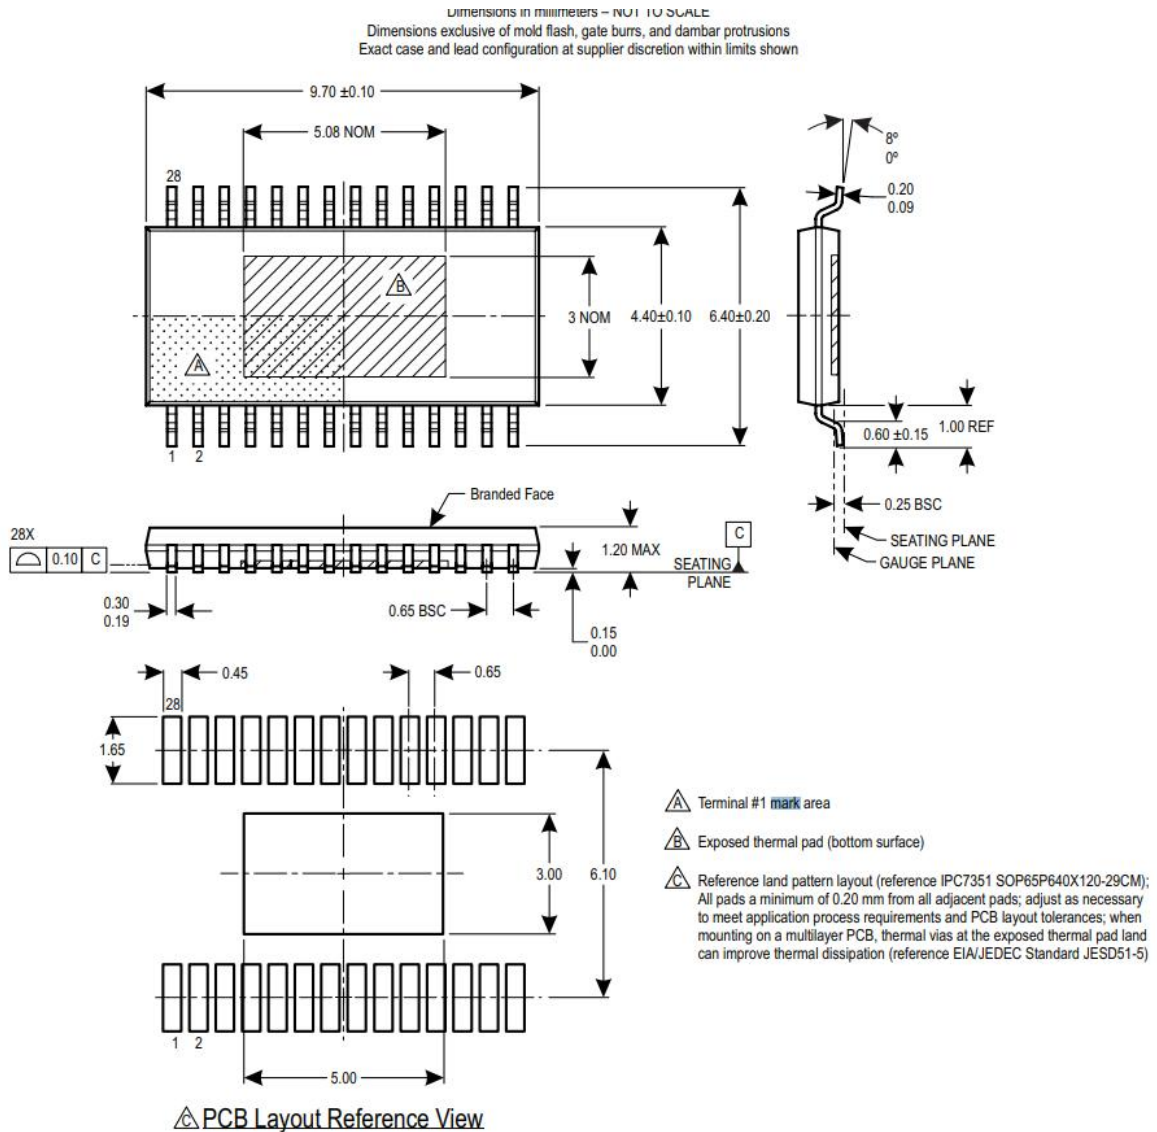 Dimensions in millimeters – NOT TO SCALE
Dimensions exclusive of mold flash, gate burrs, and dambar protrusions
Exact case and lead configuration at supplier discretion within limits shown
9.70 ±0.10
5.08 NOM
8º
0º
28
0.20
0.09
B
3 NOM
4.40±0.10
6.40±0.20
A
0.60 ±0.15
1.00 REF
1 2
Branded Face
0.25 BSC
28X
0.10 C
1.20 MAX
C
SEATING PLANE
SEATING
PLANE
GAUGE PLANE
0.30
0.19
0.65 BSC
0.15
0.00
0.45
0.65
28
1.65
A Terminal #1 mark area
B Exposed thermal pad (bottom surface)
3.00
6.10
C Reference land pattern layout (reference IPC7351 SOP65P640X120-29CM);
All pads a minimum of 0.20 mm from all adjacent pads; adjust as necessary
to meet application process requirements and PCB layout tolerances; when
mounting on a multilayer PCB, thermal vias at the exposed thermal pad land
can improve thermal dissipation (reference EIA/JEDEC Standard JESD51-5)
1 2
5.00
C PCB Layout Reference View